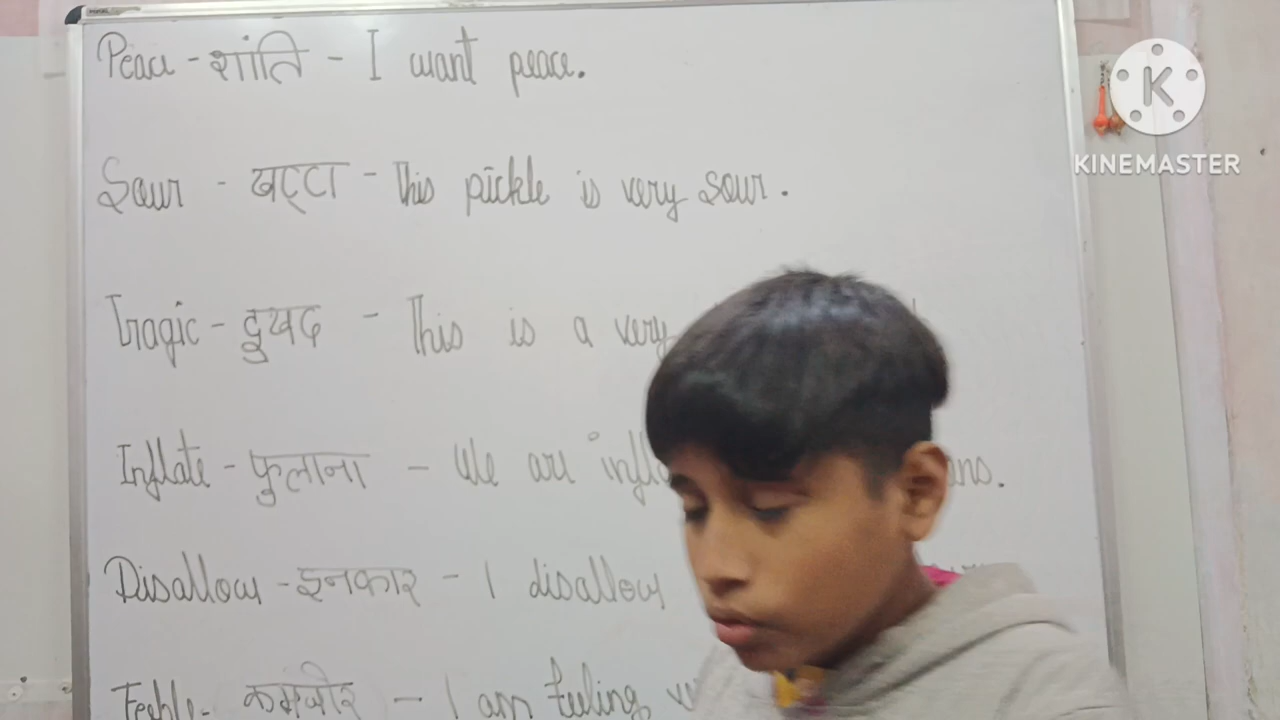 Peace - शांति - I want peace.
K
KINEMASTER
Sour - खट्टा - This pickle is very sour.
Tragic - दुखद - This is a very
Inflate - फुलाना - We are
Disallow - इनकार - I disallow
Feeble - कमजोर - I am feeling